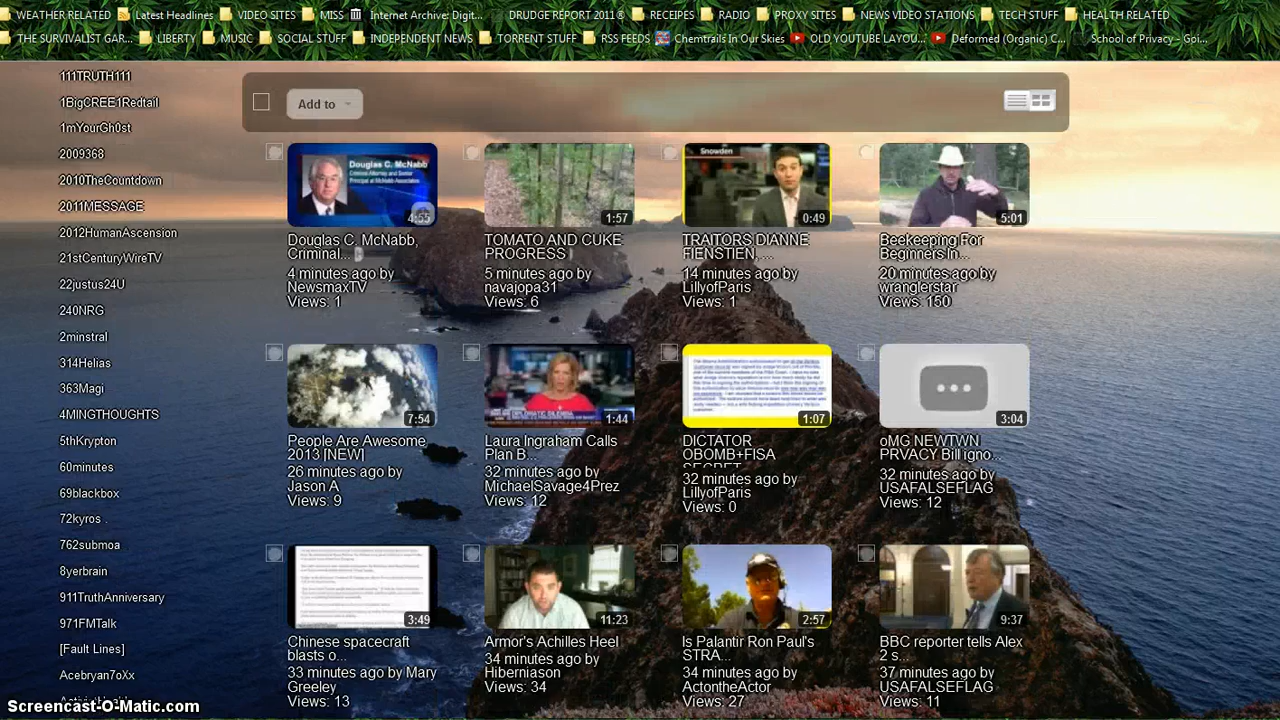 WEATHER RELATED Latest Headlines VIDEO SITES MISS Internet Archive: Digit... DRUDGE REPORT 2011® RECEIPES RADIO PROXY SITES NEWS VIDEO STATIONS TECH STUFF HEALTH RELATED
THE SURVIVALIST GAR... LIBERTY MUSIC SOCIAL STUFF INDEPENDENT NEWS TORRENT STUFF RSS FEEDS Chemtrails In Our Skies OLD YOUTUBE LAYOU... Deformed (Organic) C... School of Privacy - Goi...
111TRUTH111
1BigCREE1Redtail
1mYourGh0st
2009368
2011MESSAGE
2012HumanAscension
21stCenturyWireTV
22justus24U
240NRG
2minstral
314Helias
5thkrypton
60minutes
69blackbox
72kyros .
762submoa
911anniversary
971FMTalk
[Fault Lines]
Acebryan7oXx
Add to
Douglas C. McNabb
Criminal Attorney and Senior
Principal at McNabb Associates
4:55
Douglas C. McNabb,
Criminal...
4 minutes ago by
NewsmaxTV
Views: 1
1:57
TOMATO AND CUKE
PROGRESS
5 minutes ago by
navajopa31
Views: 6
Snowden
0:49
TRAITORS DIANNE
FIENSTIEN, ...
14 minutes ago by
LillyofParis
Views: 1
5:01
Beekeeping For
Beginners In...
20 minutes ago by
wranglerstar
Views: 150
7:54
People Are Awesome
2013 [NEW]
26 minutes ago by
Jason A
Views: 9
1:44
Laura Ingraham Calls
Plan B...
32 minutes ago by
MichaelSavage4Prez
Views: 12
1:07
DICTATOR
OBOMB+FISA
SECRET
32 minutes ago by
LillyofParis
Views: 0
3:04
oMG NEWTWN
PRVACY Bill igno...
32 minutes ago by
USAFALSEFLAG
Views: 12
3:49
Chinese spacecraft
blasts o...
33 minutes ago by Mary
Greeley
Views: 13
11:23
Armor's Achilles Heel
34 minutes ago by
Hiberniason
Views: 34
2:57
Is Palantir Ron Paul's
STRA...
34 minutes ago by
ActontheActor
Views: 27
9:37
BBC reporter tells Alex
2 s...
37 minutes ago by
USAFALSEFLAG
Views: 11
Screencast-O-Matic.com